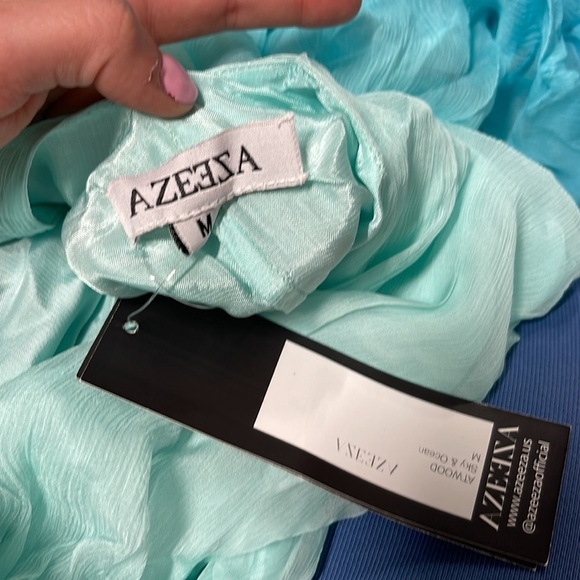 AZEEZA
M
AZEEZA
ATWOOD
Sky & Ocean
M
AZEEZA
www.azeeza.us
@azeezaofficial